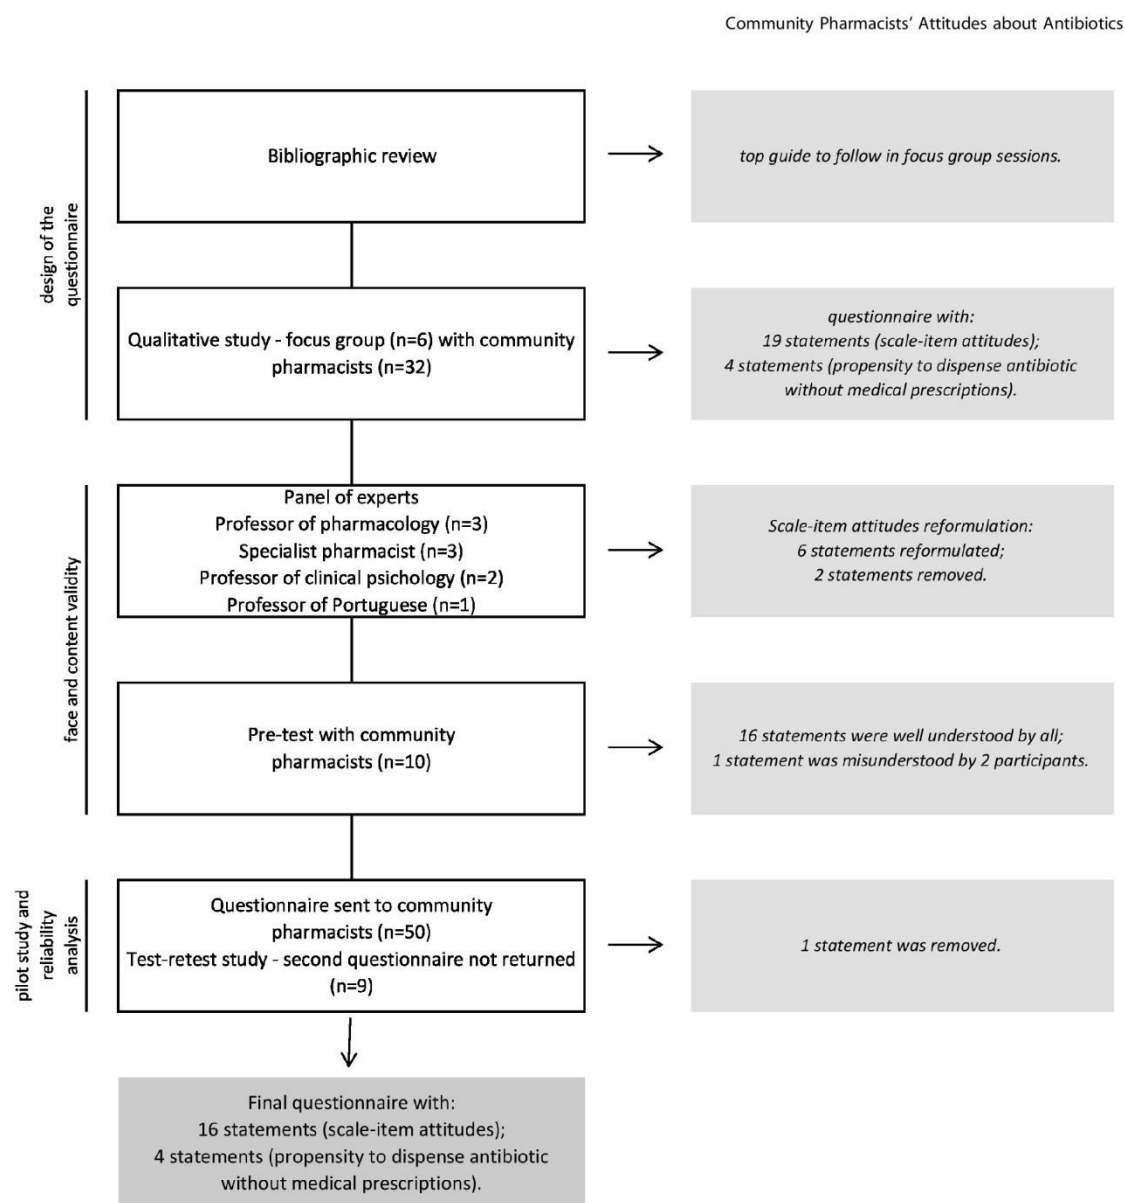 Community Pharmacists' Attitudes about Antibiotics
design of the
questionnaire
Bibliographic review
top guide to follow in focus group sessions.
Qualitative study - focus group (n=6) with community
pharmacists (n=32)
questionnaire with:
19 statements (scale-item attitudes);
4 statements (propensity to dispense antibiotic
without medical prescriptions).
face and content validity
Panel of experts
Professor of pharmacology (n=3)
Specialist pharmacist (n=3)
Professor of clinical psichology (n=2)
Professor of Portuguese (n=1)
Scale-item attitudes reformulation:
6 statements reformulated;
2 statements removed.
Pre-test with community
pharmacists (n=10)
16 statements were well understood by all;
1 statement was misunderstood by 2 participants.
pilot study and
reliability
analysis
Questionnaire sent to community
pharmacists (n=50)
Test-retest study - second questionnaire not returned
(n=9)
1 statement was removed.
Final questionnaire with:
16 statements (scale-item attitudes);
4 statements (propensity to dispense antibiotic
without medical prescriptions).